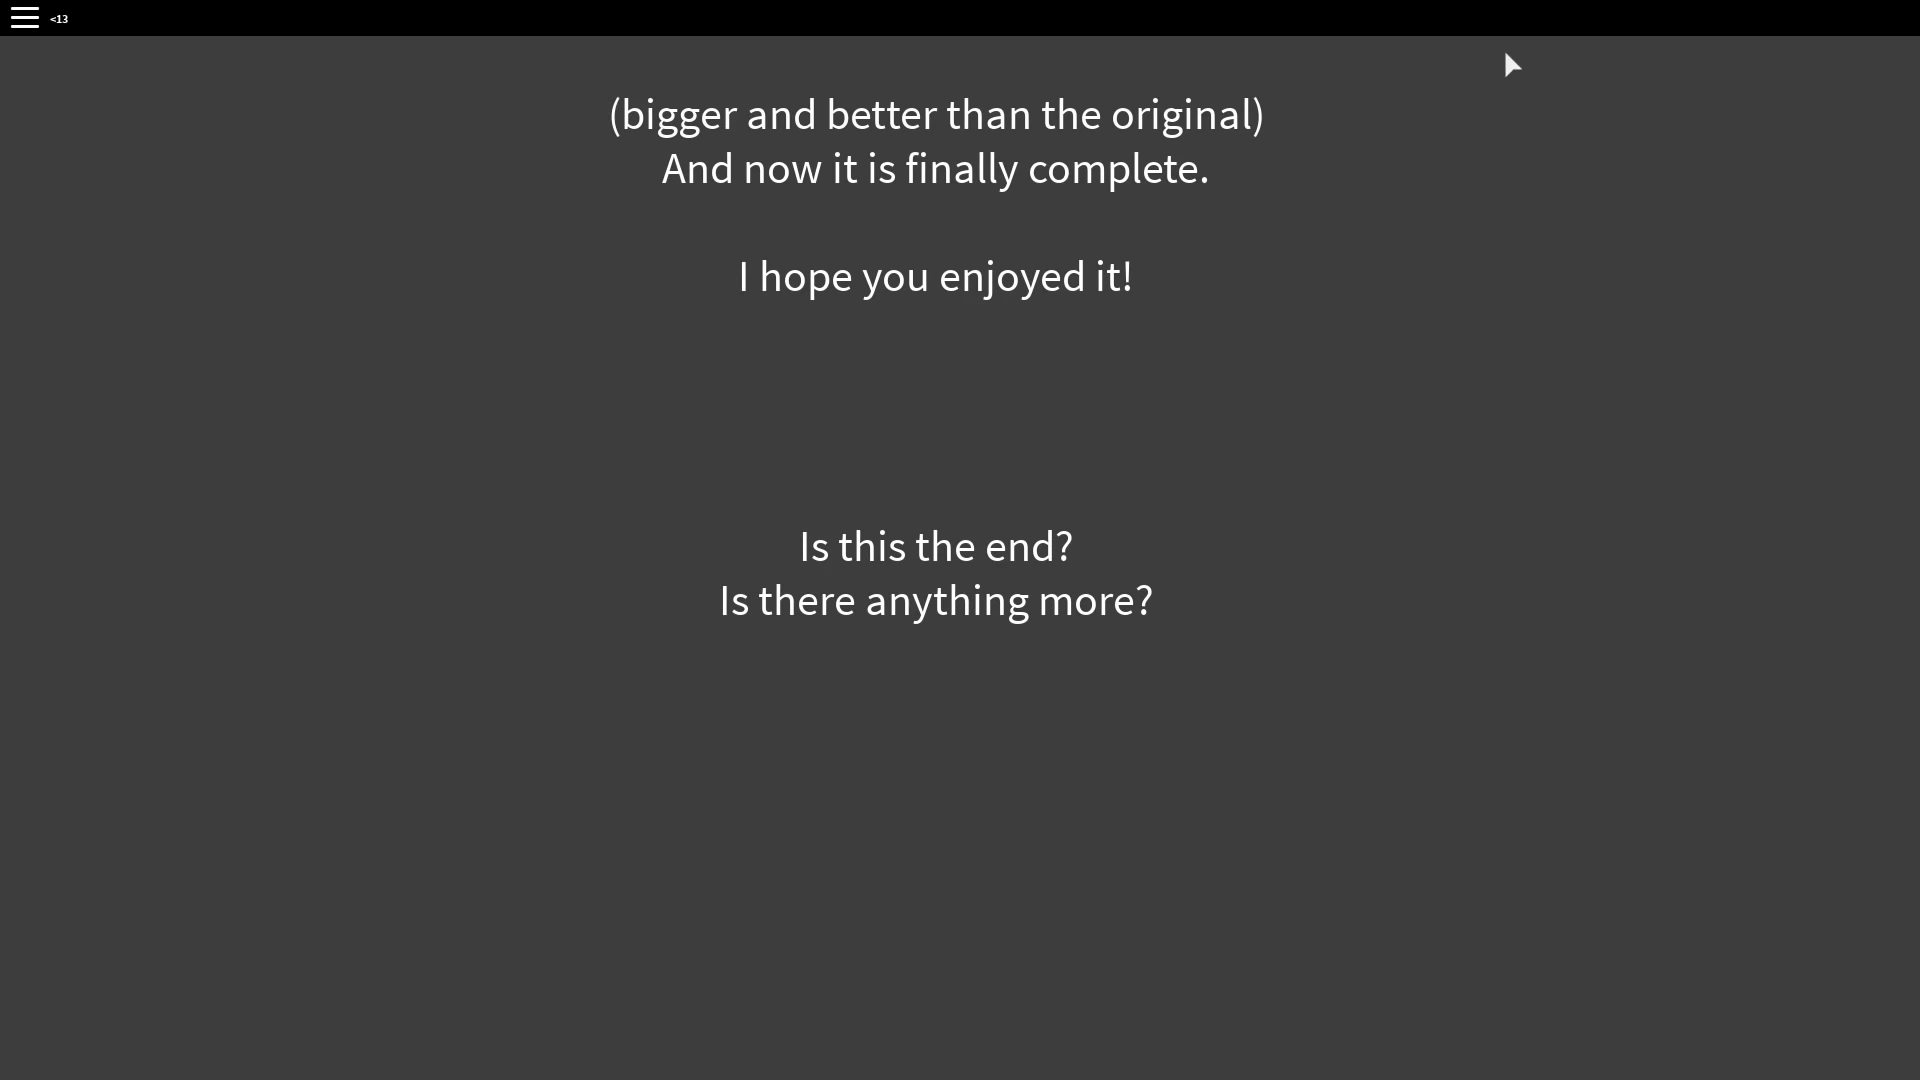 <13
(bigger and better than the original)
And now it is finally complete.
I hope you enjoyed it!
Is this the end?
Is there anything more?